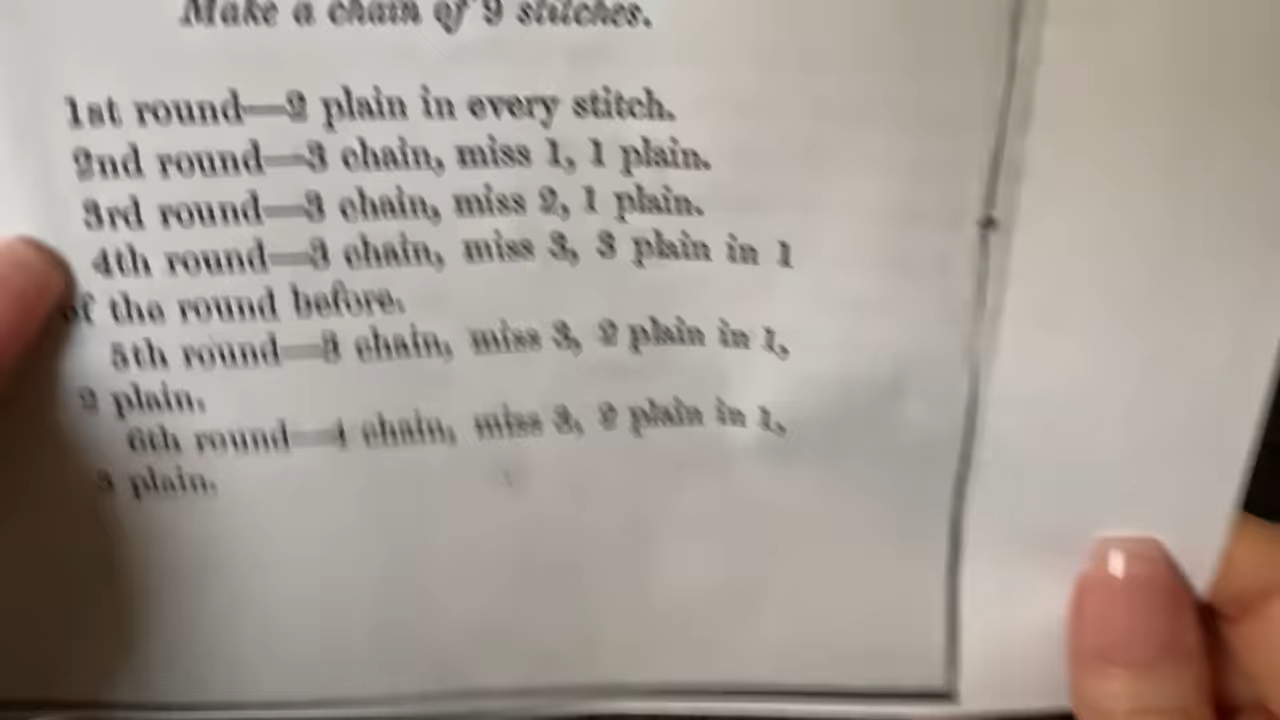 Make a chain of 9 stitches.
1st round—2 plain in every stitch.
2nd round—3 chain, miss 1, 1 plain.
3rd round—3 chain, miss 2, 1 plain.
4th round—3 chain, miss 3, 3 plain in 1
of the round before.
5th round—3 chain, miss 3, 2 plain in 1,
2 plain.
6th round—4 chain, miss 3, 2 plain in 1,
3 plain.